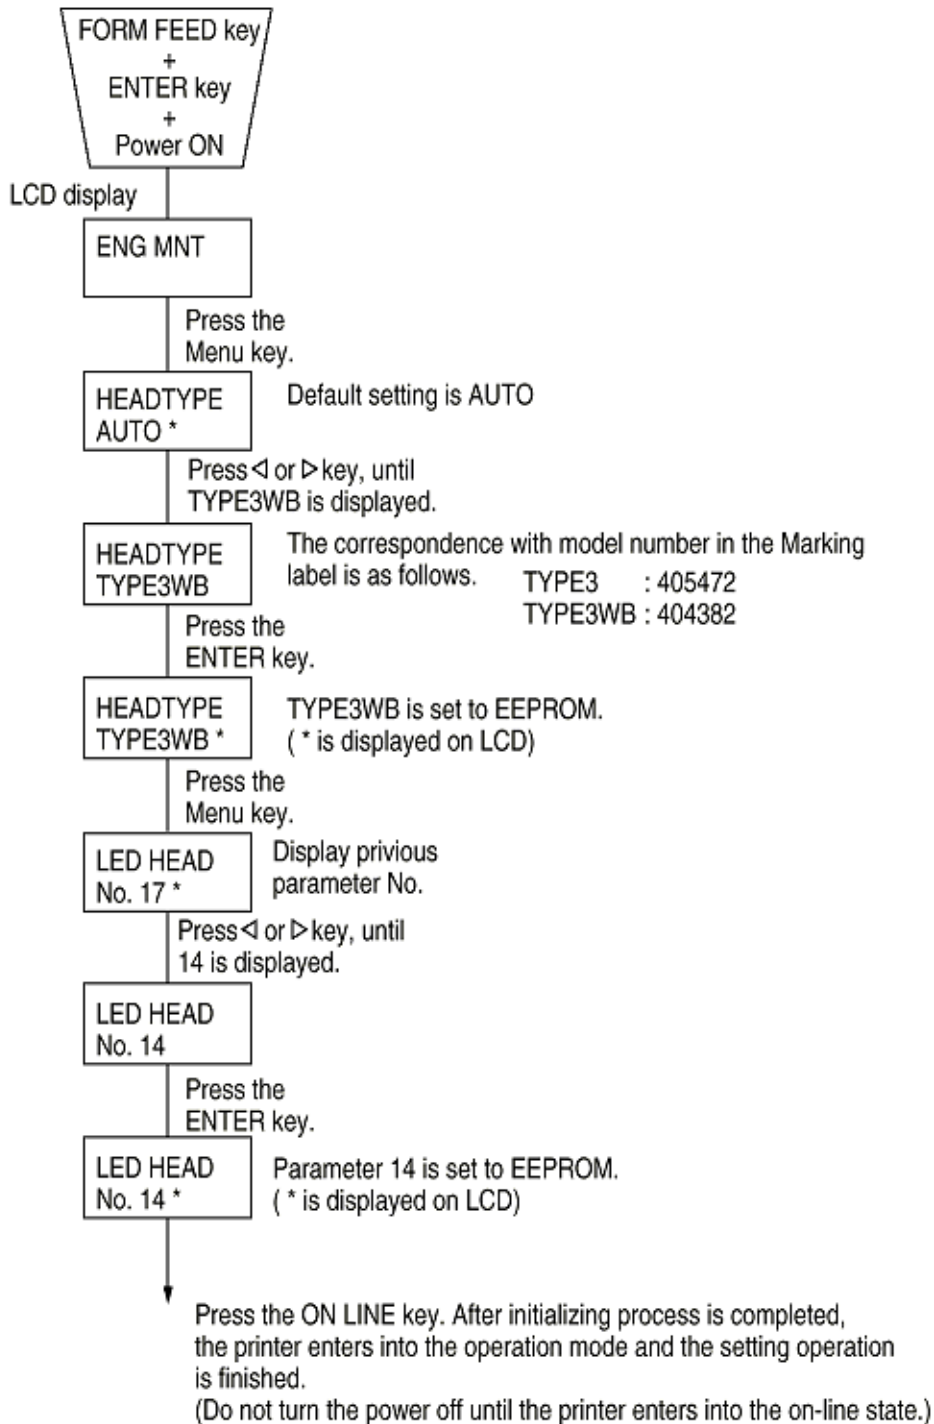 FORM FEED key
+
ENTER key
+
Power ON
LCD display
ENG MNT
Press the
Menu key.
HEADTYPE
AUTO *
Default setting is AUTO
Press ◁ or ▷ key, until
TYPE3WB is displayed.
HEADTYPE
TYPE3WB
The correspondence with model number in the Marking
label is as follows.
TYPE3 : 405472
TYPE3WB : 404382
Press the
ENTER key.
HEADTYPE
TYPE3WB *
TYPE3WB is set to EEPROM.
( * is displayed on LCD)
Press the
Menu key.
LED HEAD
No. 17 *
Display privious
parameter No.
Press ◁ or ▷ key, until
14 is displayed.
LED HEAD
No. 14
Press the
ENTER key.
LED HEAD
No. 14 *
Parameter 14 is set to EEPROM.
( * is displayed on LCD)
Press the ON LINE key. After initializing process is completed,
the printer enters into the operation mode and the setting operation
is finished.
(Do not turn the power off until the printer enters into the on-line state.)